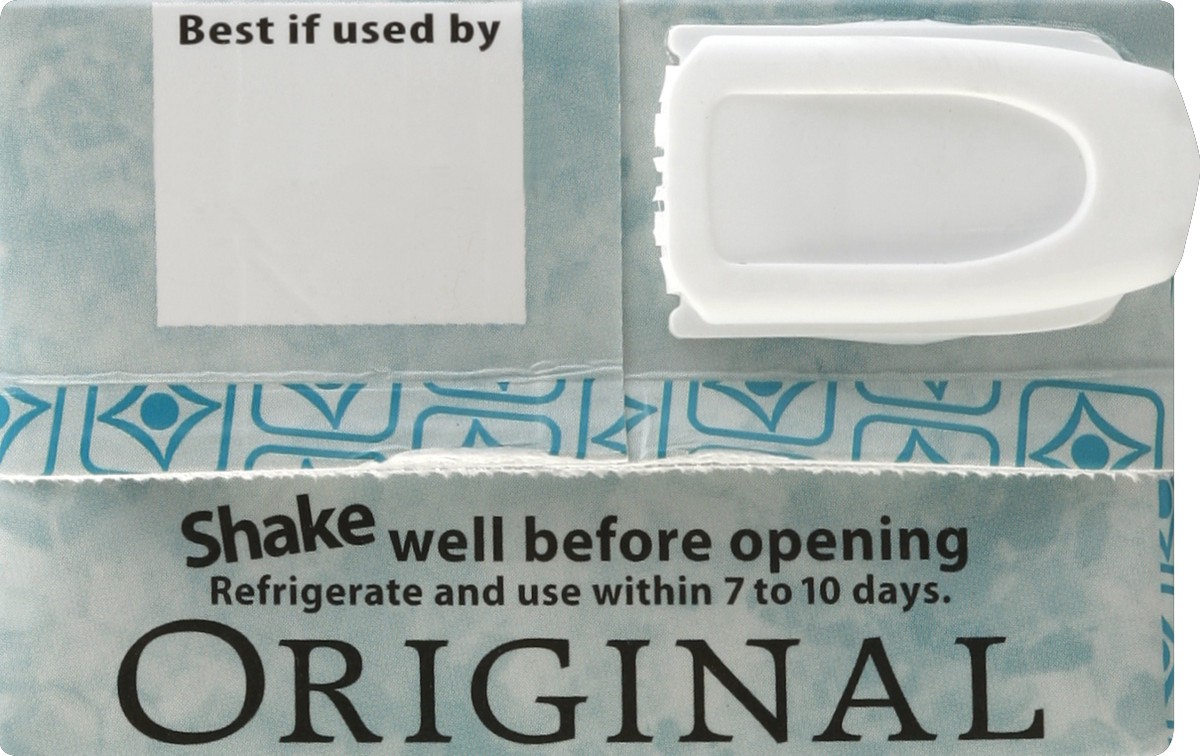 Best if used by
Shake well before opening
Refrigerate and use within 7 to 10 days.
ORIGINAL